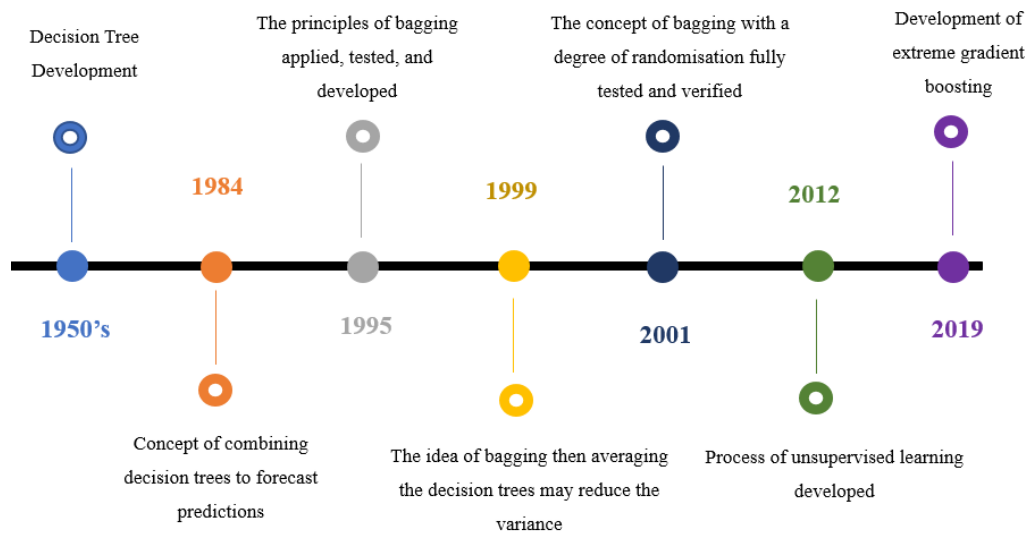 Decision Tree
Development
1950’s
1984
Concept of combining
decision trees to forecast
predictions
The principles of bagging
applied, tested, and
developed
1995
1999
The idea of bagging then averaging
the decision trees may reduce the
variance
The concept of bagging with a
degree of randomisation fully
tested and verified
2001
2012
Process of unsupervised learning
developed
Development of
extreme gradient
boosting
2019